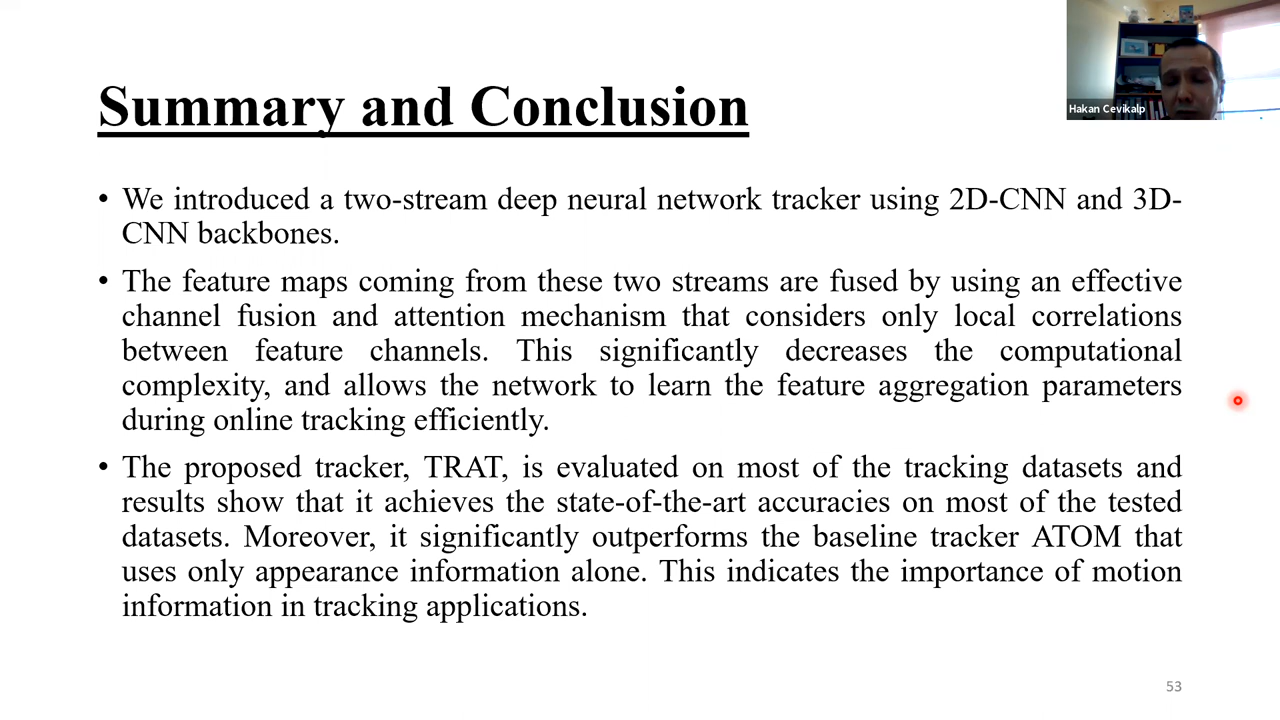 Hakan Cevikalp
Summary and Conclusion
• We introduced a two-stream deep neural network tracker using 2D-CNN and 3D-
CNN backbones.
• The feature maps coming from these two streams are fused by using an effective
channel fusion and attention mechanism that considers only local correlations
between feature channels. This significantly decreases the computational
complexity, and allows the network to learn the feature aggregation parameters
during online tracking efficiently.
• The proposed tracker, TRAT, is evaluated on most of the tracking datasets and
results show that it achieves the state-of-the-art accuracies on most of the tested
datasets. Moreover, it significantly outperforms the baseline tracker ATOM that
uses only appearance information alone. This indicates the importance of motion
information in tracking applications.
53